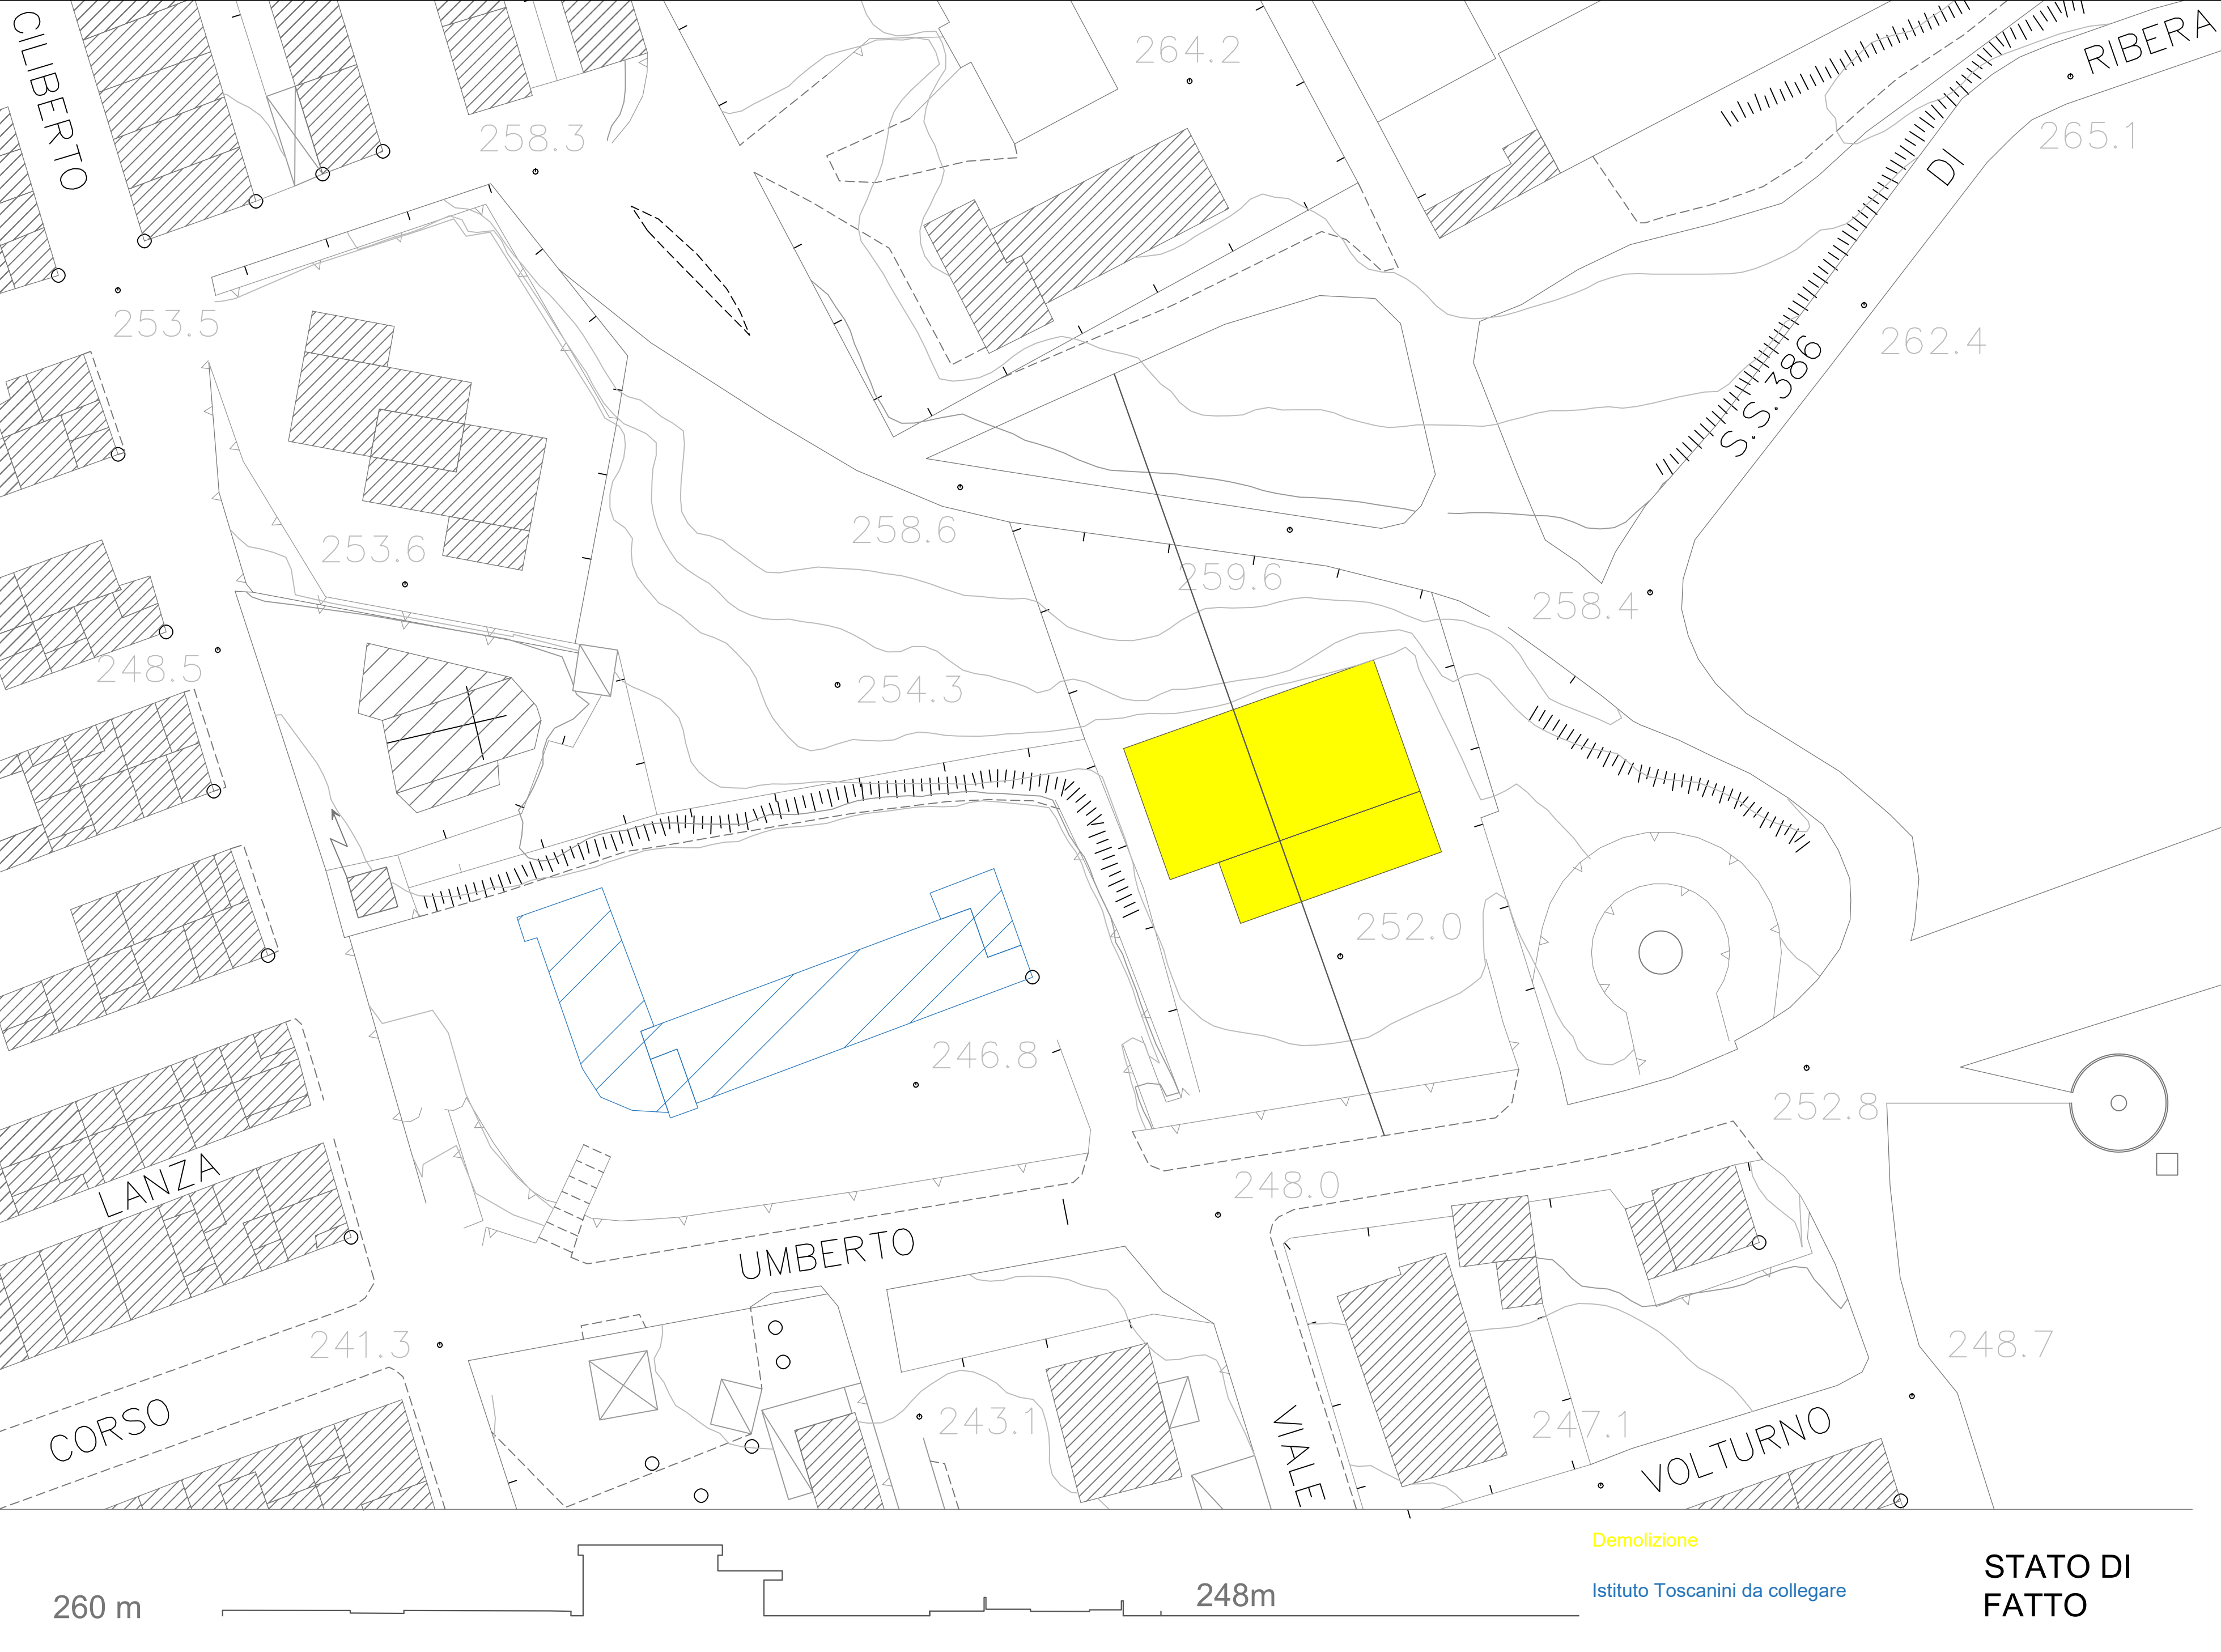 CILIBERTO
264.2
RIBERA
258.3
265.1
DI
253.5
262.4
S.S.386
258.6
253.6
259.6
258.4
248.5
254.3
252.0
246.8
252.8
LANZA
248.0
UMBERTO
241.3
248.7
CORSO
243.1
VIALE
247.1
VOLTURNO
Demolizione
Istituto Toscanini da collegare
STATO DI
FATTO
260 m
248m